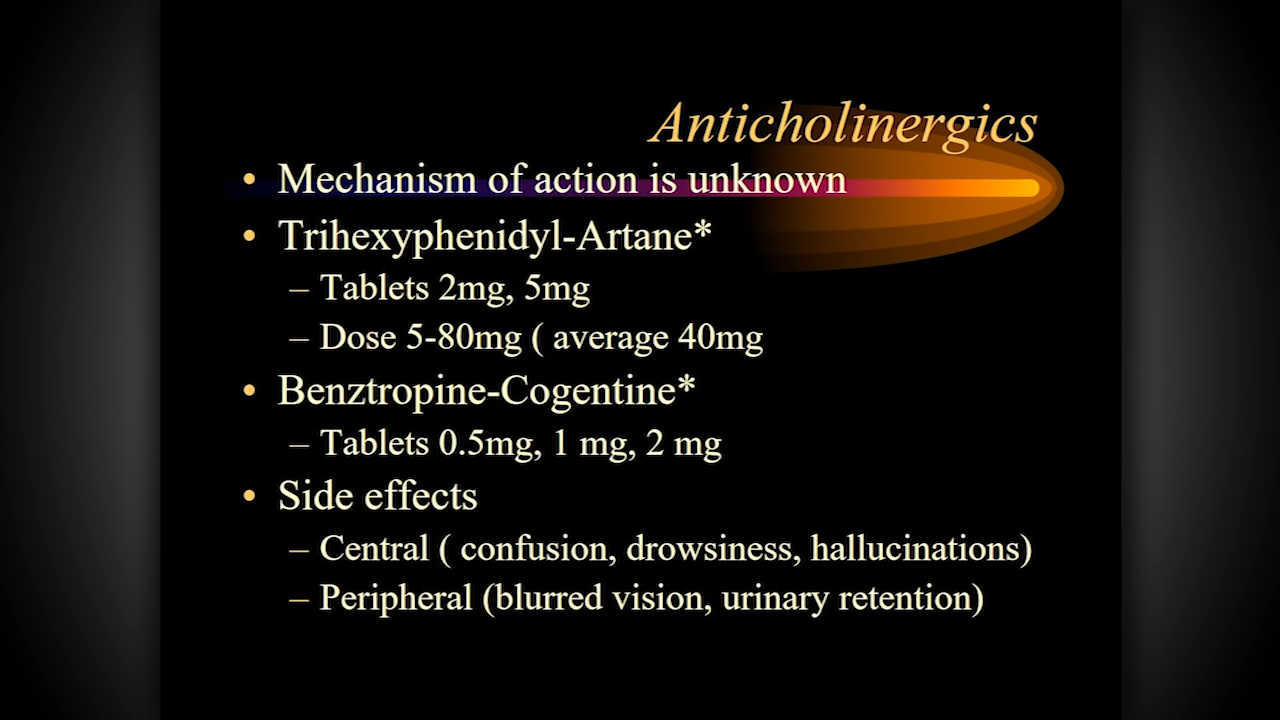 Anticholinergics
• Mechanism of action is unknown
• Trihexyphenidyl-Artane*
– Tablets 2mg, 5mg
– Dose 5-80mg ( average 40mg
• Benztropine-Cogentine*
– Tablets 0.5mg, 1 mg, 2 mg
• Side effects
– Central ( confusion, drowsiness, hallucinations)
– Peripheral (blurred vision, urinary retention)